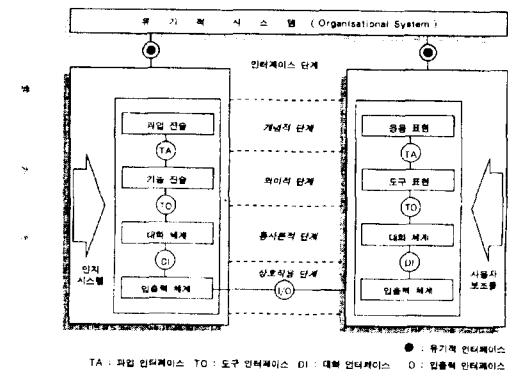 유 기 적 시 스 템 ( Organisational System )
인터페이스 단계
개념적 단계
의미적 단계
통사론적 단계
상호작용 단계
과업 진술
TA
기능 진술
TO
대화 체계
DI
입출력 체계
인지
시스템
I/O
응용 표현
TA
도구 표현
TO
대화 체계
DI
입출력 체계
사용자
보조물
: 유기적 인터페이스
TA : 과업 인터페이스 TO : 도구 인터페이스 DI : 대화 인터페이스 O : 입출력 인터페이스